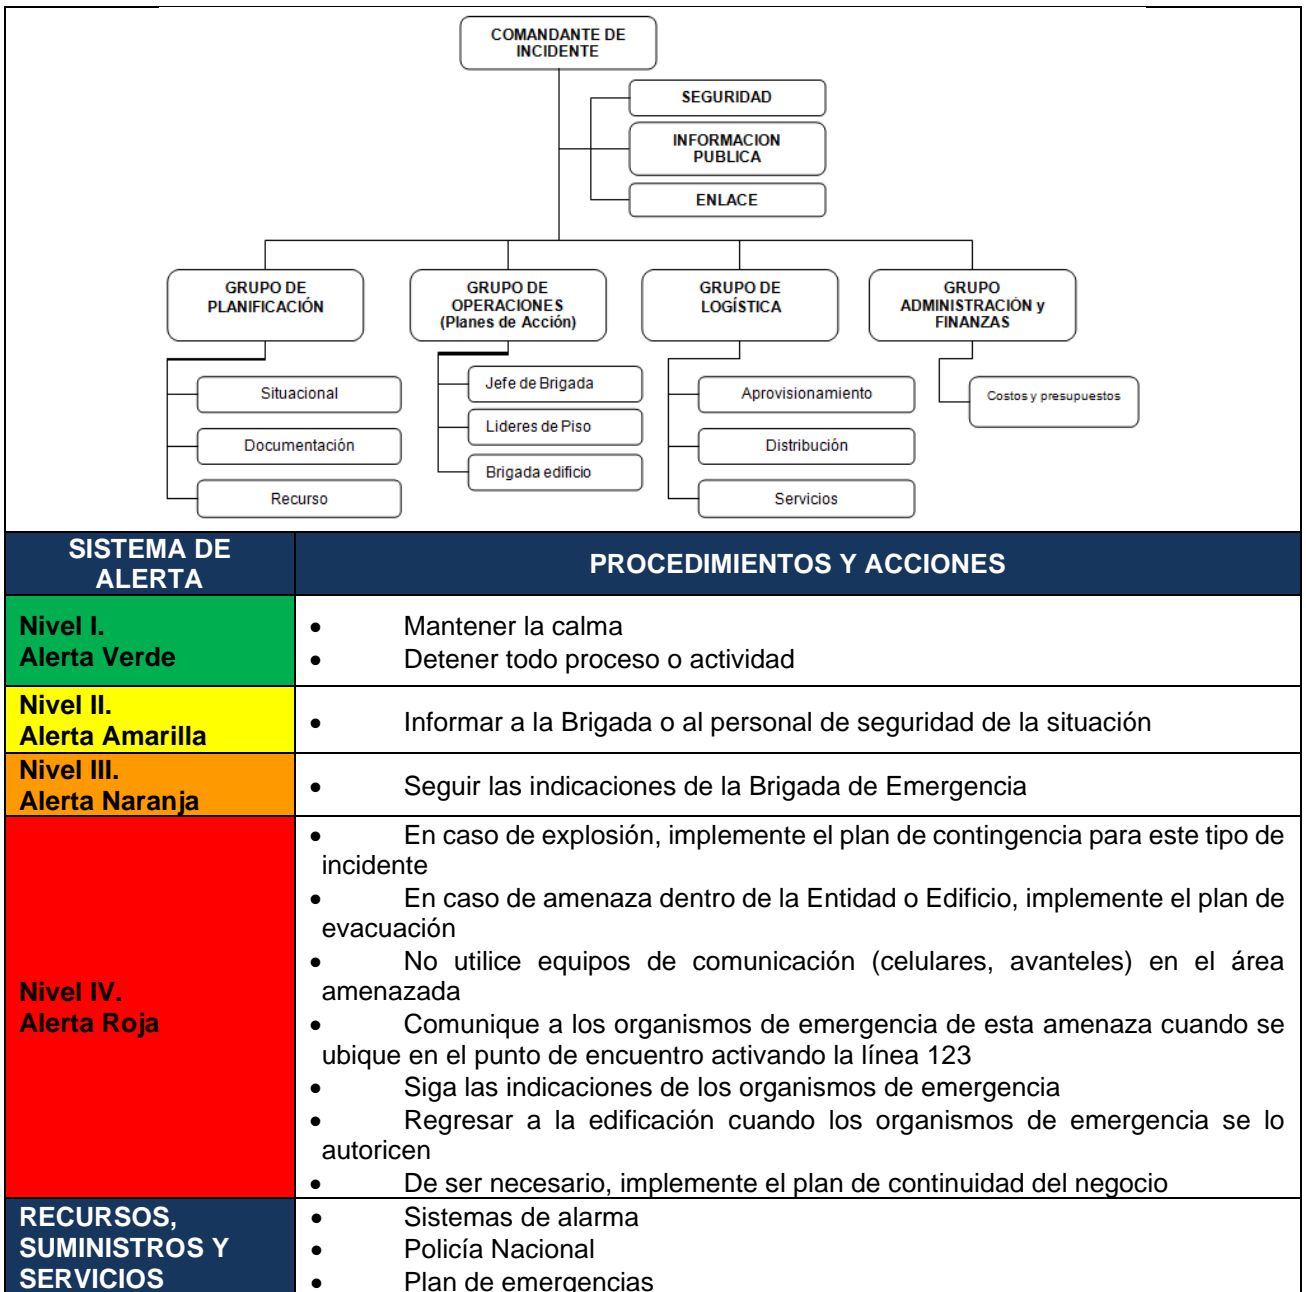 COMANDANTE DE
INCIDENTE
SEGURIDAD
INFORMACION
PUBLICA
ENLACE
GRUPO DE
PLANIFICACIÓN
GRUPO DE
OPERACIONES
(Planes de Acción)
GRUPO DE
LOGÍSTICA
GRUPO
ADMINISTRACIÓN y
FINANZAS
Situacional
Documentación
Recurso
Jefe de Brigada
Lideres de Piso
Brigada edificio
Aprovisionamiento
Distribución
Servicios
Costos y presupuestos
SISTEMA DE
ALERTA
PROCEDIMIENTOS Y ACCIONES
Nivel I.
Alerta Verde
• Mantener la calma
• Detener todo proceso o actividad
Nivel II.
Alerta Amarilla
• Informar a la Brigada o al personal de seguridad de la situación
Nivel III.
Alerta Naranja
• Seguir las indicaciones de la Brigada de Emergencia
Nivel IV.
Alerta Roja
• En caso de explosión, implemente el plan de contingencia para este tipo de
incidente
• En caso de amenaza dentro de la Entidad o Edificio, implemente el plan de
evacuación
• No utilice equipos de comunicación (celulares, avanteles) en el área
amenazada
• Comunique a los organismos de emergencia de esta amenaza cuando se
ubique en el punto de encuentro activando la línea 123
• Siga las indicaciones de los organismos de emergencia
• Regresar a la edificación cuando los organismos de emergencia se lo
autoricen
• De ser necesario, implemente el plan de continuidad del negocio
RECURSOS,
SUMINISTROS Y
SERVICIOS
• Sistemas de alarma
• Policía Nacional
• Plan de emergencias